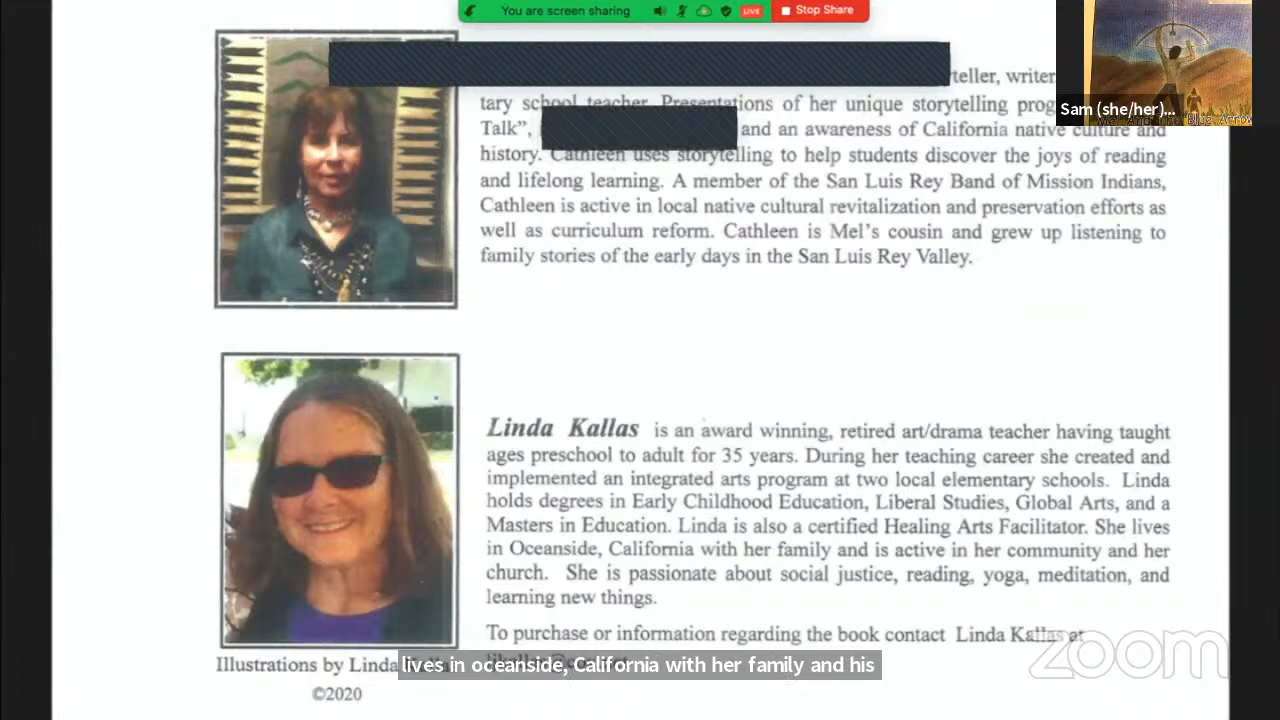 You are screen sharing LIVE Stop Share
Sam (she/her)...
teller, writer
tary school teacher. Presentations of her unique storytelling prog
Talk”, and an awareness of California native culture and
history. Cathleen uses storytelling to help students discover the joys of reading
and lifelong learning. A member of the San Luis Rey Band of Mission Indians,
Cathleen is active in local native cultural revitalization and preservation efforts as
well as curriculum reform. Cathleen is Mel’s cousin and grew up listening to
family stories of the early days in the San Luis Rey Valley.
Linda Kallas is an award winning, retired art/drama teacher having taught
ages preschool to adult for 35 years. During her teaching career she created and
implemented an integrated arts program at two local elementary schools. Linda
holds degrees in Early Childhood Education, Liberal Studies, Global Arts, and a
Masters in Education. Linda is also a certified Healing Arts Facilitator. She lives
in Oceanside, California with her family and is active in her community and her
church. She is passionate about social justice, reading, yoga, meditation, and
learning new things.
To purchase or information regarding the book contact Linda Kallas at
Illustrations by Linda
lives in oceanside, California with her family and his
©2020
zoom